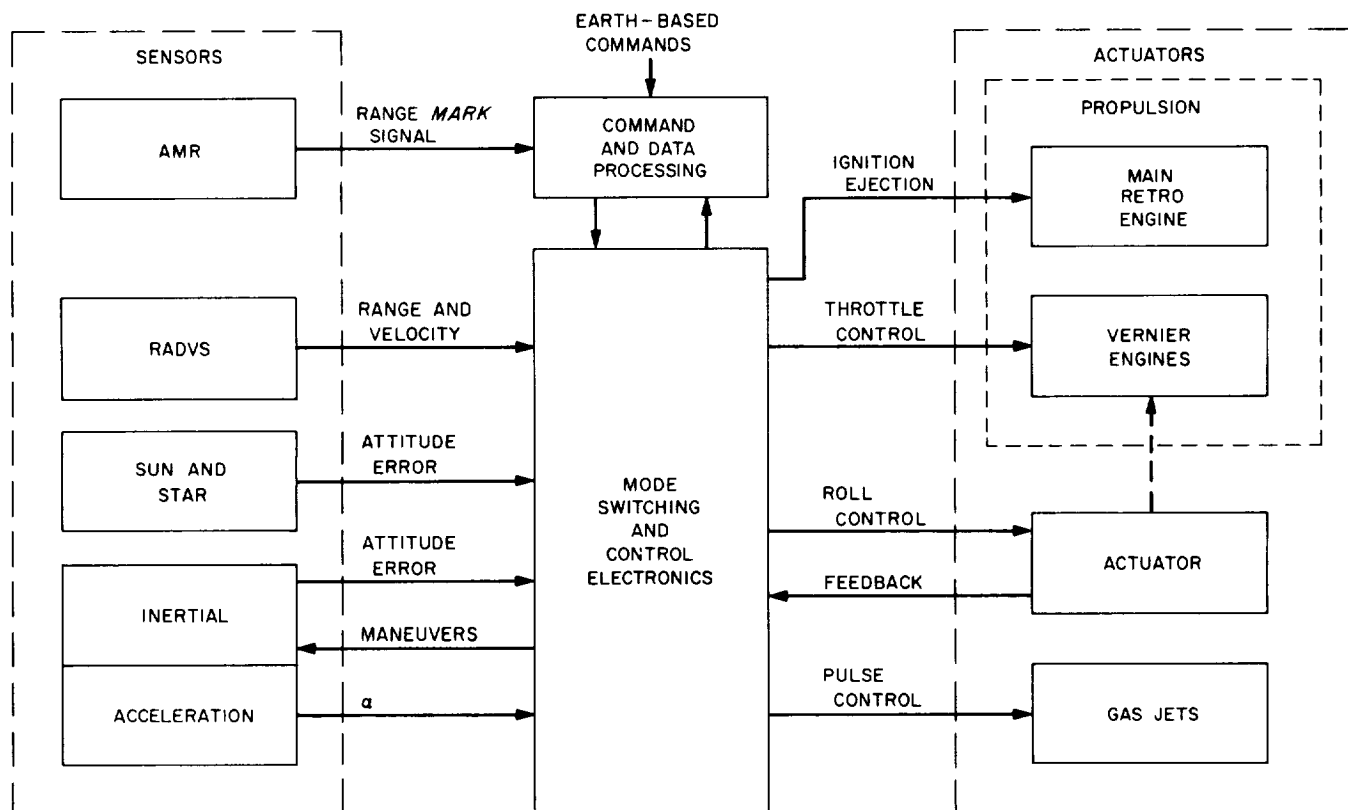 EARTH-BASED
COMMANDS
SENSORS
AMR
RANGE MARK
SIGNAL
COMMAND
AND DATA
PROCESSING
ACTUATORS
PROPULSION
IGNITION
EJECTION
MAIN
RETRO
ENGINE
RADVS
RANGE AND
VELOCITY
THROTTLE
CONTROL
VERNIER
ENGINES
SUN AND
STAR
ATTITUDE
ERROR
MODE
SWITCHING
AND
CONTROL
ELECTRONICS
ROLL
CONTROL
ACTUATOR
FEEDBACK
INERTIAL
ATTITUDE
ERROR
MANEUVERS
ACCELERATION
α
PULSE
CONTROL
GAS JETS